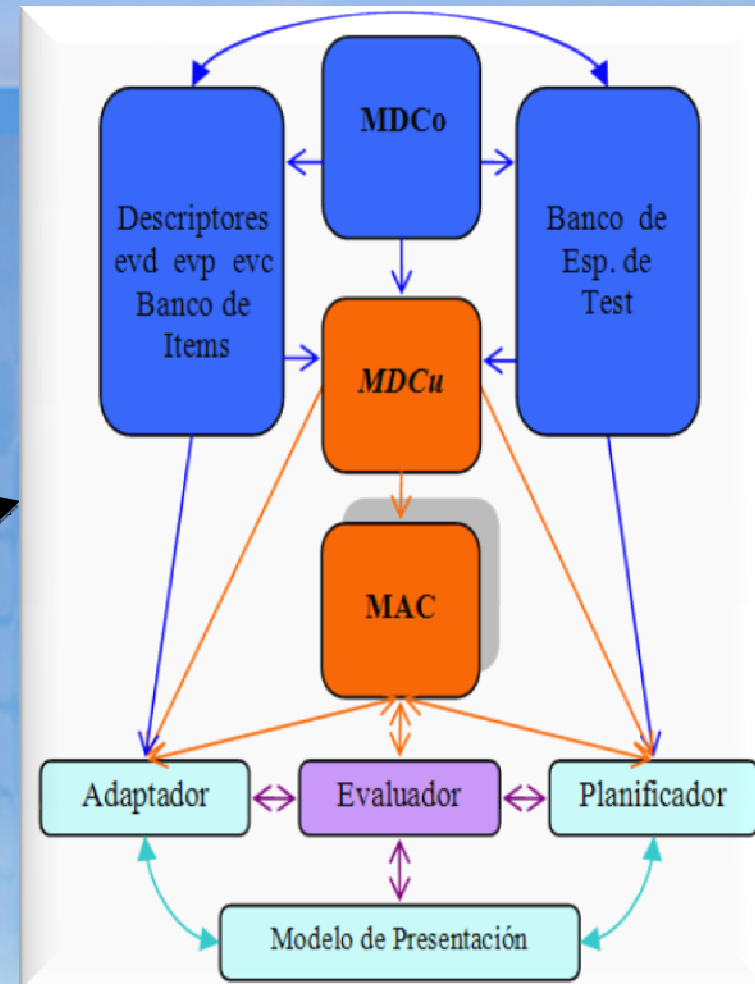 MDCo
Descriptores
evd evp evc
Banco de
Items
Banco de
Esp. de
Test
MDCu
MAC
Adaptador
Evaluador
Planificador
Modelo de Presentación